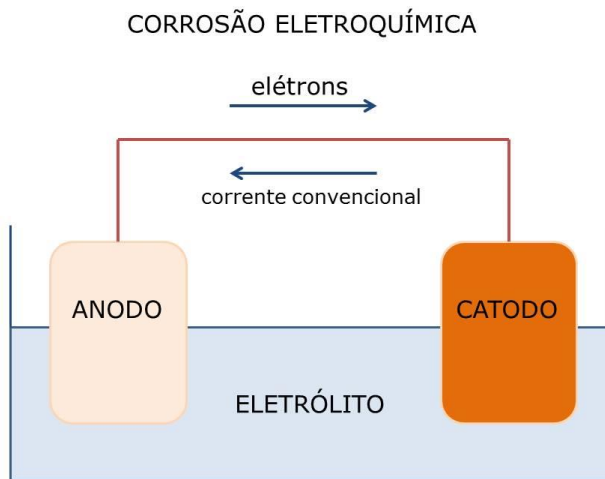 CORROSÃO ELETROQUÍMICA
elétrons
corrente convencional
ANODO
CATODO
ELETRÓLITO